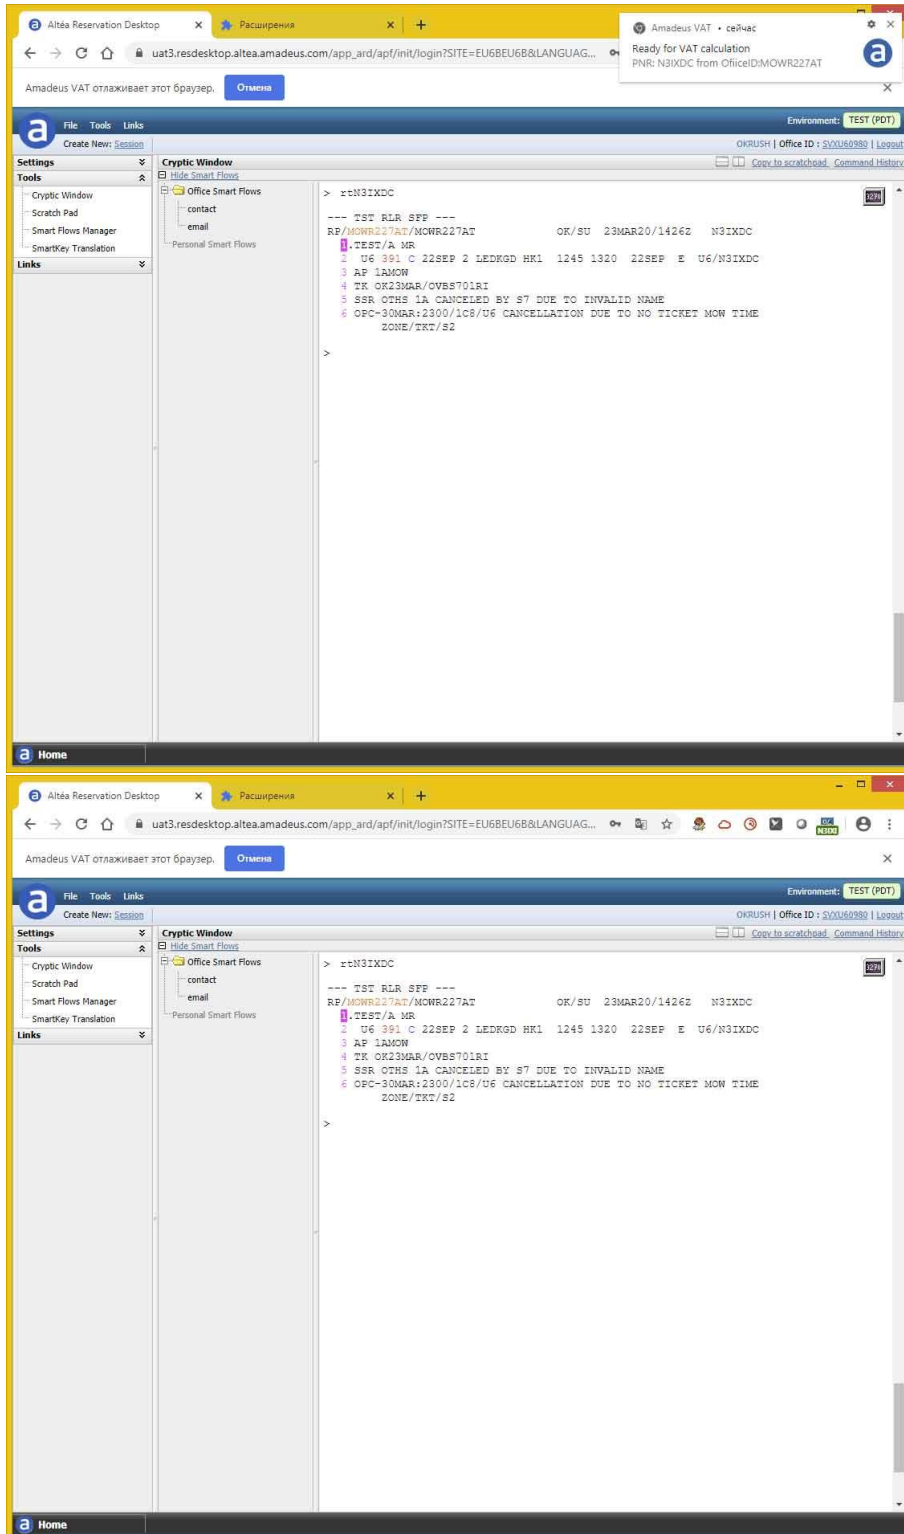 Altéa Reservation Desktop
Расширения
uat3.resdesktop.altea.amadeus.com/app_ard/apf/init/login?SITE=EU6BEU6B&LANGUAG...
Amadeus VAT • сейчас
Ready for VAT calculation
PNR: N3IXDC from OfiiceID:MOWR227AT
Amadeus VAT отлаживает этот браузер.
Отмена
File Tools Links
Environment: TEST (PDT)
Create New: Session
OKRUSH | Office ID : SVXU60980 | Logout
Settings
Cryptic Window
Copy to scratchpad Command History
Tools
Hide Smart Flows
Cryptic Window
Scratch Pad
Smart Flows Manager
SmartKey Translation
Links
Office Smart Flows
contact
email
Personal Smart Flows
> rtN3IXDC
3270
--- TST RLR SFP ---
RP/MOWR227AT/MOWR227AT OK/SU 23MAR20/1426Z N3IXDC
1.TEST/A MR
2 U6 391 C 22SEP 2 LEDKGD HK1 1245 1320 22SEP E U6/N3IXDC
3 AP 1AMOW
4 TK OK23MAR/OVBS701RI
5 SSR OTHS 1A CANCELED BY S7 DUE TO INVALID NAME
6 OPC-30MAR:2300/1C8/U6 CANCELLATION DUE TO NO TICKET MOW TIME
ZONE/TKT/S2
>
Home
Altéa Reservation Desktop
Расширения
uat3.resdesktop.altea.amadeus.com/app_ard/apf/init/login?SITE=EU6BEU6B&LANGUAG...
N3IXI
Amadeus VAT отлаживает этот браузер.
Отмена
File Tools Links
Environment: TEST (PDT)
Create New: Session
OKRUSH | Office ID : SVXU60980 | Logout
Settings
Cryptic Window
Copy to scratchpad Command History
Tools
Hide Smart Flows
Cryptic Window
Scratch Pad
Smart Flows Manager
SmartKey Translation
Links
Office Smart Flows
contact
email
Personal Smart Flows
> rtN3IXDC
3270
--- TST RLR SFP ---
RP/MOWR227AT/MOWR227AT OK/SU 23MAR20/1426Z N3IXDC
1.TEST/A MR
2 U6 391 C 22SEP 2 LEDKGD HK1 1245 1320 22SEP E U6/N3IXDC
3 AP 1AMOW
4 TK OK23MAR/OVBS701RI
5 SSR OTHS 1A CANCELED BY S7 DUE TO INVALID NAME
6 OPC-30MAR:2300/1C8/U6 CANCELLATION DUE TO NO TICKET MOW TIME
ZONE/TKT/S2
>
Home